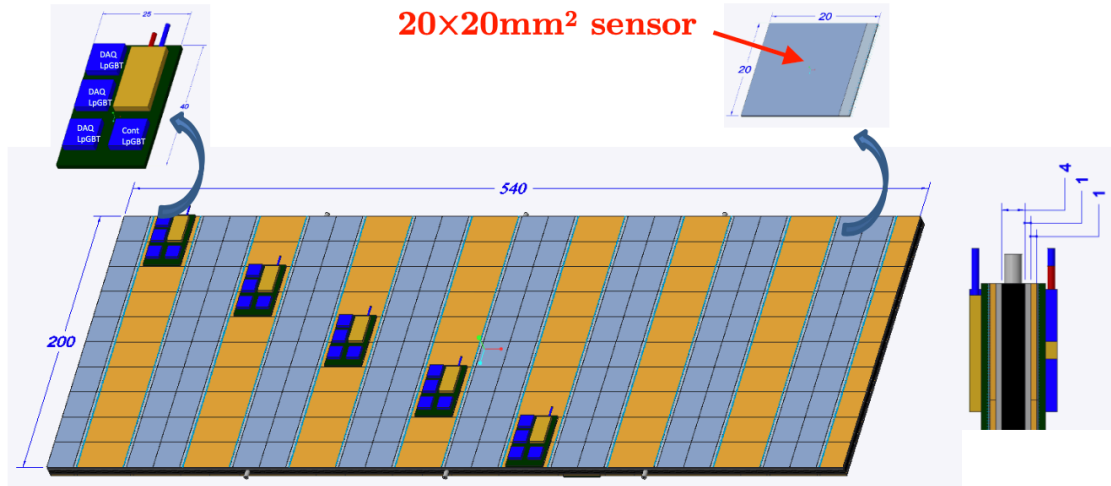 20×20mm² sensor
25
DAQ
LpGBT
DAQ
LpGBT
40
DAQ
LpGBT
Cont
LpGBT
20
20
540
200
4
1
1